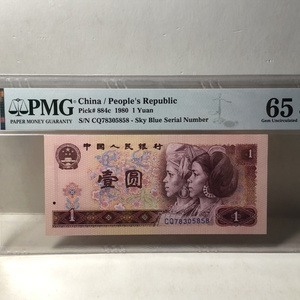 PMG
PAPER MONEY GUARANTY
China / People's Republic
Pick# 884c 1980 1 Yuan
S/N CQ78305858 - Sky Blue Serial Number
65
Gem Uncirculated
中国人民银行
1
壹圆
1
1
CQ78305858